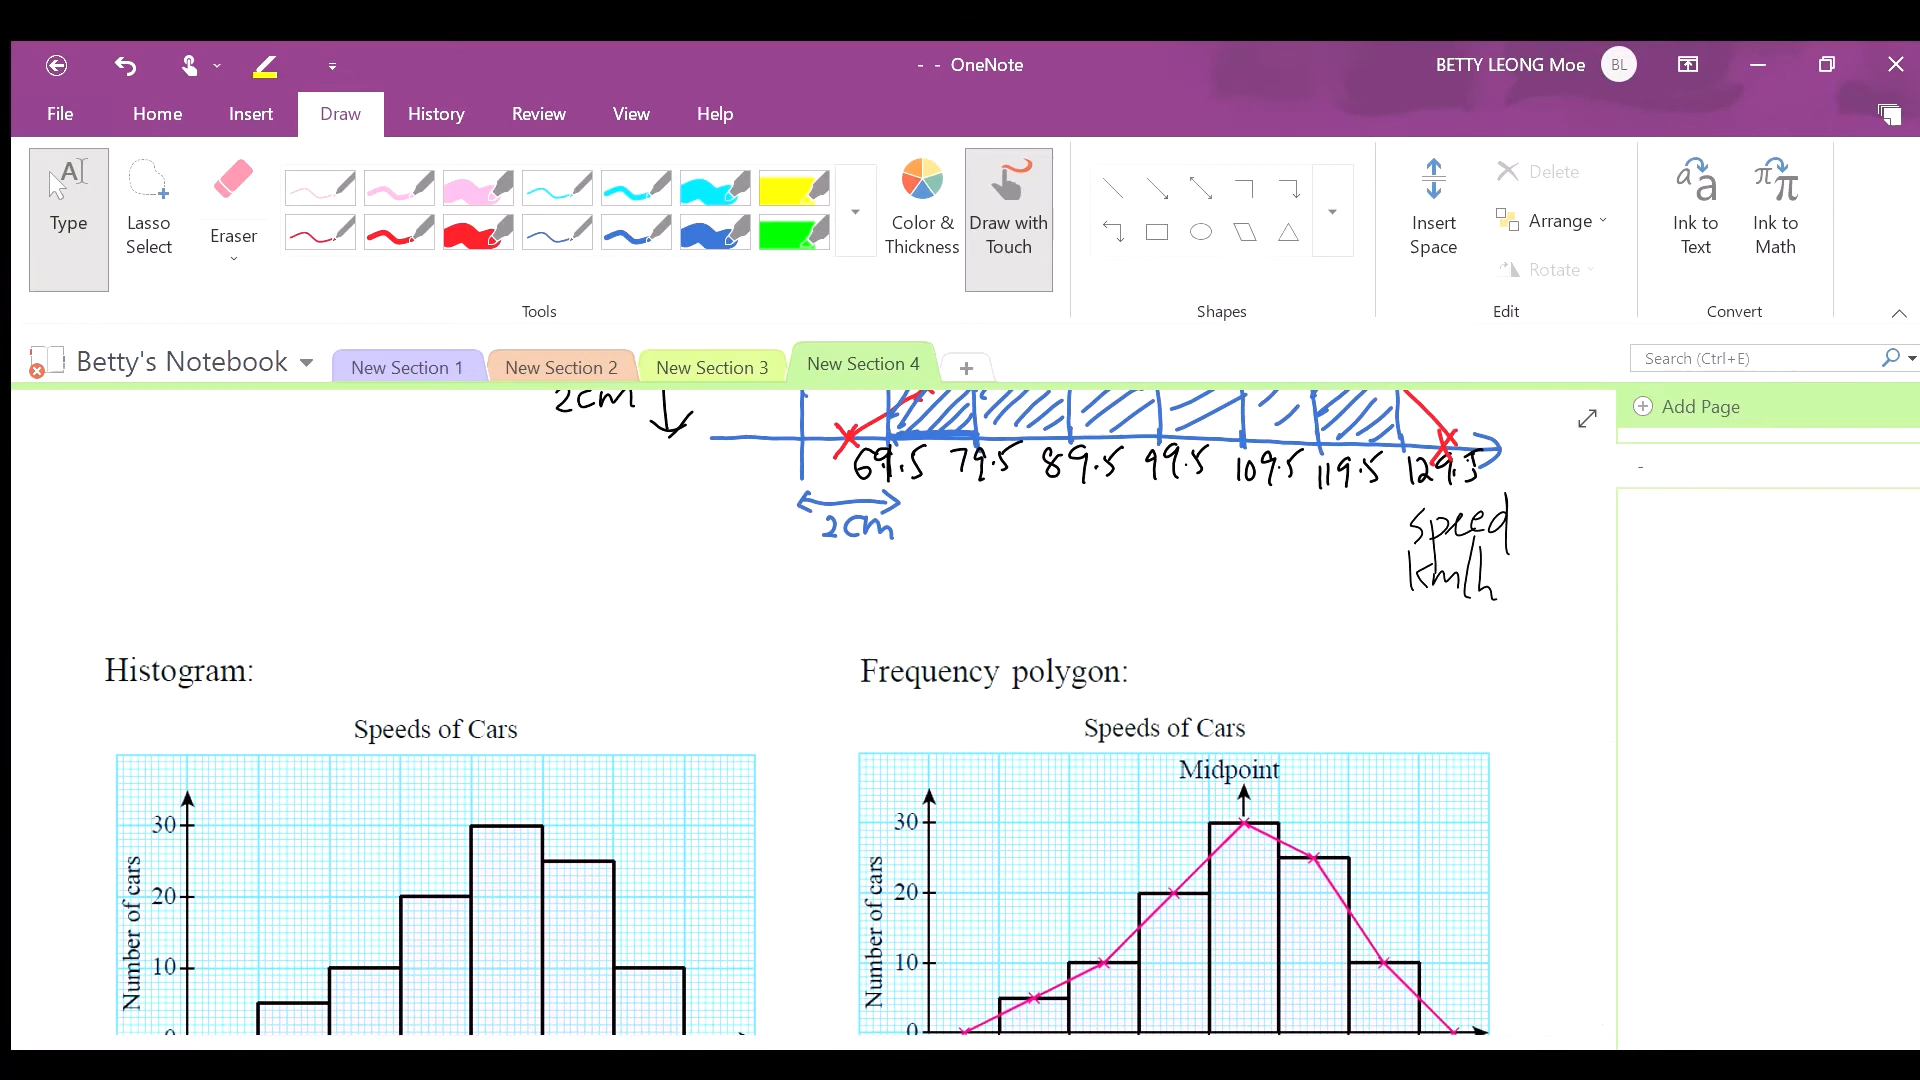 - - OneNote
BETTY LEONG Moe
BL
File
Home
Insert
Draw
History
Review
View
Help
Type
Lasso
Select
Eraser
Color &
Thickness
Draw with
Touch
Insert
Space
Delete
Arrange
Rotate
Ink to
Text
Ink to
Math
Tools
Shapes
Edit
Convert
Betty's Notebook
New Section 1
New Section 2
New Section 3
New Section 4
Search (Ctrl+E)
Add Page
-
2cm
69.5 79.5 89.5 99.5 109.5 119.5 129.5
2cm
speed
km/h
Histogram:
Speeds of Cars
Number of cars
30
20
10
0
Frequency polygon:
Speeds of Cars
Midpoint
Number of cars
30
20
10
0